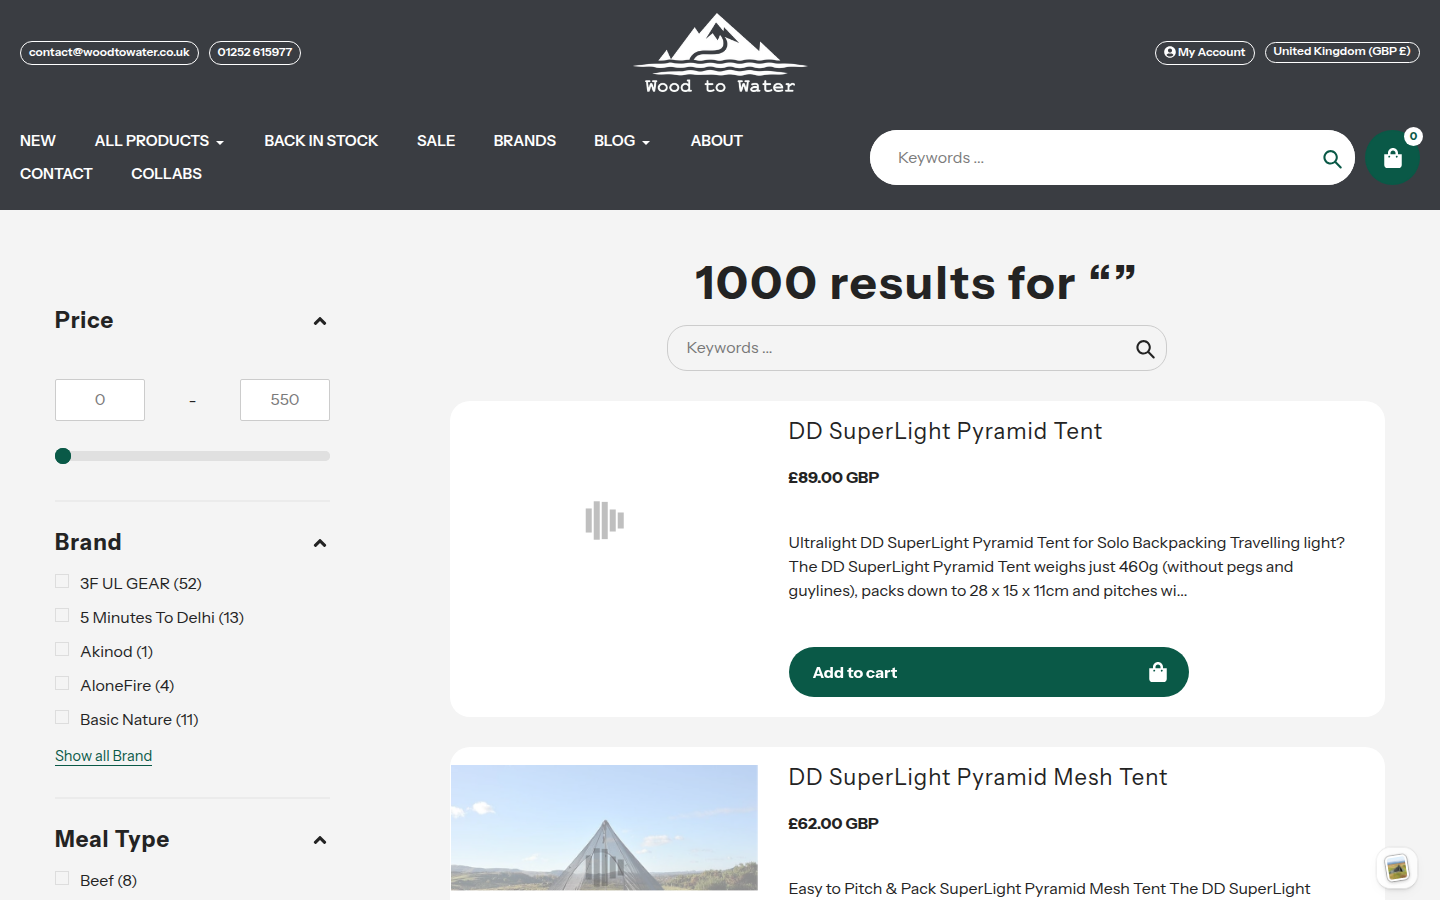 contact@woodtowater.co.uk
01252 615977
Wood to Water
My Account
United Kingdom (GBP £)
NEW
ALL PRODUCTS
BACK IN STOCK
SALE
BRANDS
BLOG
ABOUT
CONTACT
COLLABS
Keywords ...
0
1000 results for “”
Keywords ...
Price
0
-
550
Brand
3F UL GEAR (52)
5 Minutes To Delhi (13)
Akinod (1)
AloneFire (4)
Basic Nature (11)
Show all Brand
Meal Type
Beef (8)
DD SuperLight Pyramid Tent
£89.00 GBP
Ultralight DD SuperLight Pyramid Tent for Solo Backpacking Travelling light?
The DD SuperLight Pyramid Tent weighs just 460g (without pegs and
guylines), packs down to 28 x 15 x 11cm and pitches wi...
Add to cart
DD SuperLight Pyramid Mesh Tent
£62.00 GBP
Easy to Pitch & Pack SuperLight Pyramid Mesh Tent The DD SuperLight